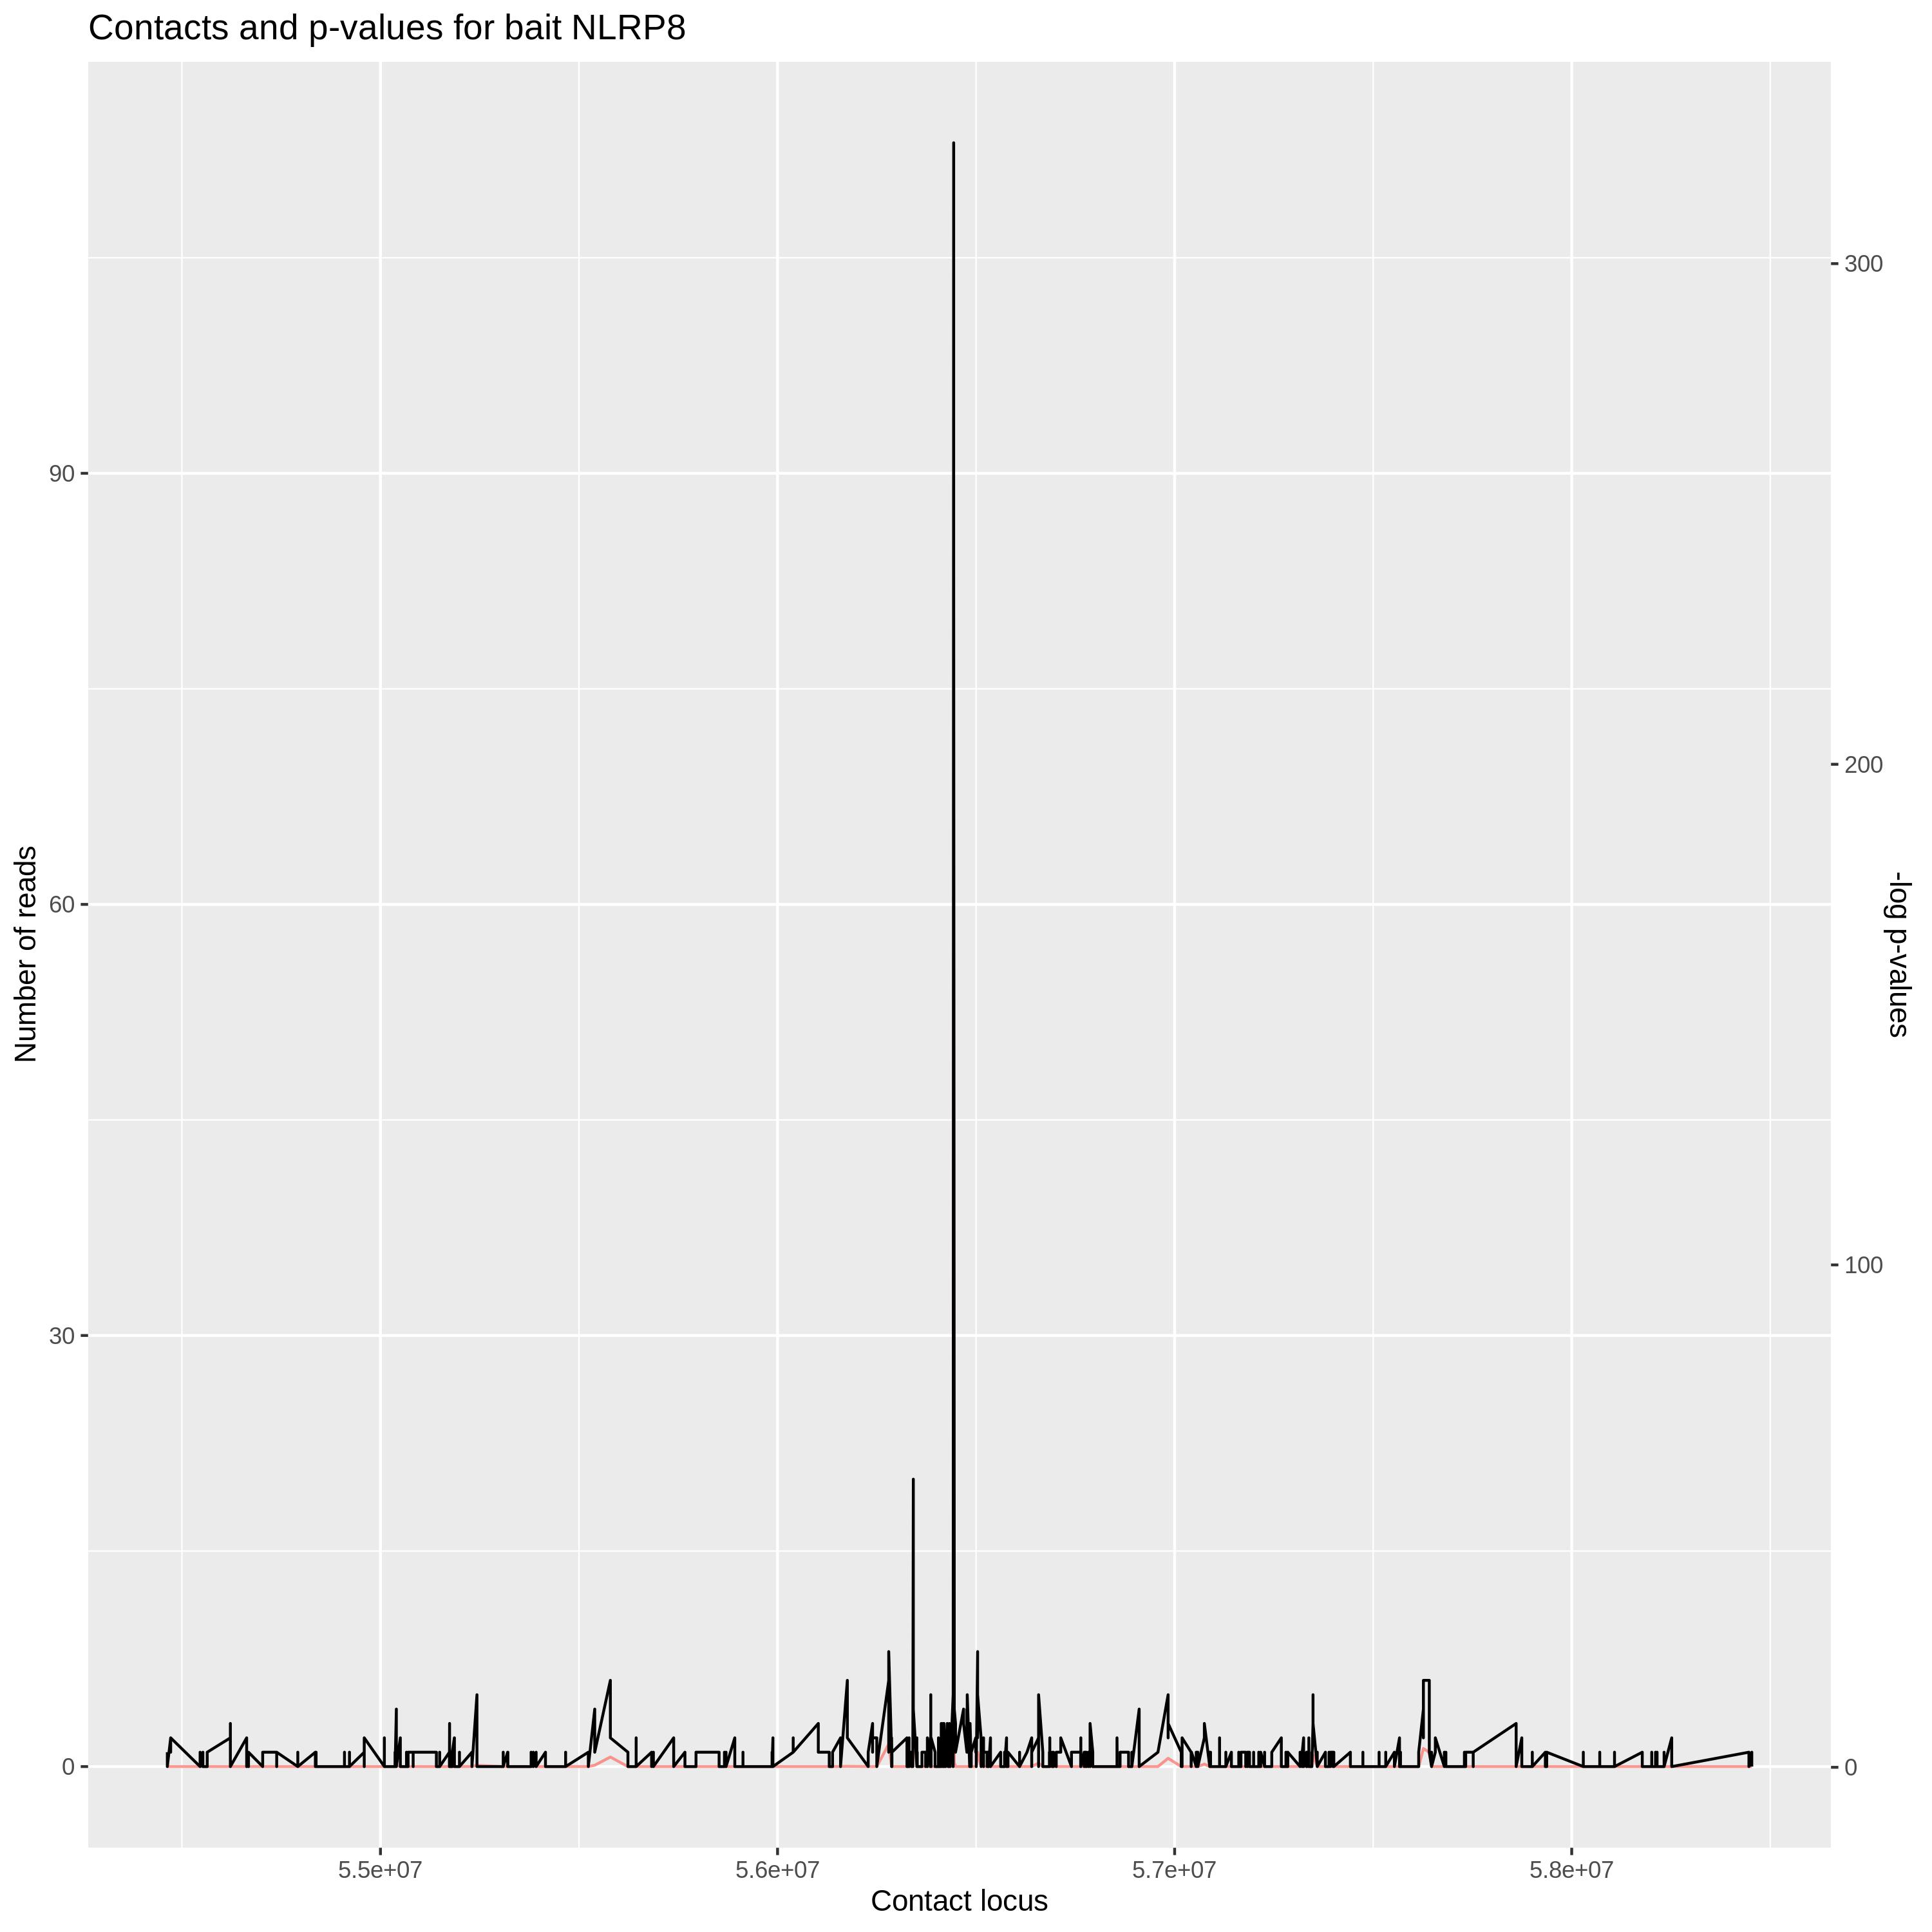 Contacts and p-values for bait NLRP8
Number of reads
90
60
30
0
300
200
100
0
-log p-values
5.5e+07 5.6e+07 5.7e+07 5.8e+07
Contact locus